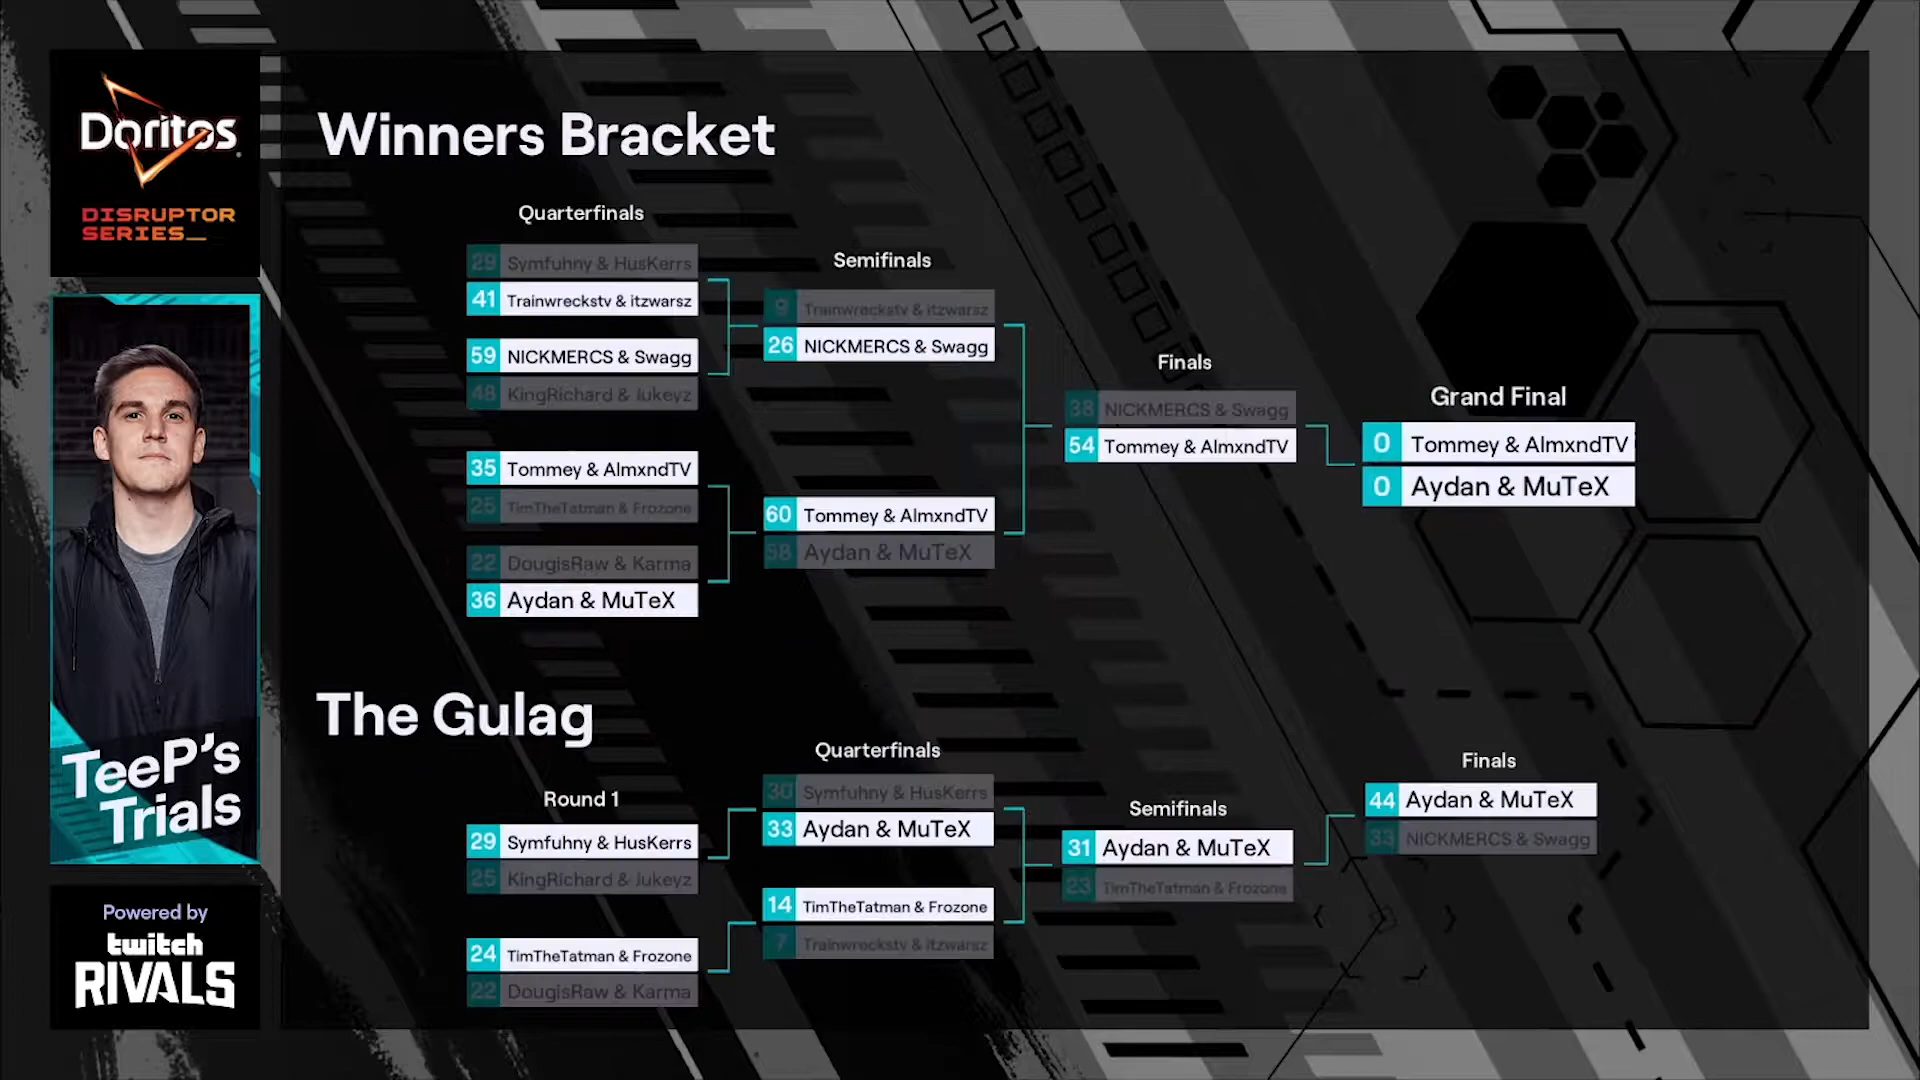 Doritos
DISRUPTOR
SERIES_
TeeP's
Trials
Powered by
twitch
RIVALS
Winners Bracket
Quarterfinals
29 Symfuhny & HusKerrs
41 Trainwreckstv & itzwarsz
59 NICKMERCS & Swagg
48 KingRichard & Jukeyz
35 Tommey & AlmxndTV
25 TimTheTatman & Frozone
22 DougisRaw & Karma
36 Aydan & MuTeX
Semifinals
9 Trainwreckstv & itzwarsz
26 NICKMERCS & Swagg
60 Tommey & AlmxndTV
58 Aydan & MuTeX
Finals
38 NICKMERCS & Swagg
54 Tommey & AlmxndTV
Grand Final
0 Tommey & AlmxndTV
0 Aydan & MuTeX
The Gulag
Round 1
29 Symfuhny & HusKerrs
25 KingRichard & Jukeyz
24 TimTheTatman & Frozone
22 DougisRaw & Karma
Quarterfinals
30 Symfuhny & HusKerrs
33 Aydan & MuTeX
14 TimTheTatman & Frozone
7 Trainwreckstv & itzwarsz
Semifinals
31 Aydan & MuTeX
23 TimTheTatman & Frozone
Finals
44 Aydan & MuTeX
33 NICKMERCS & Swagg